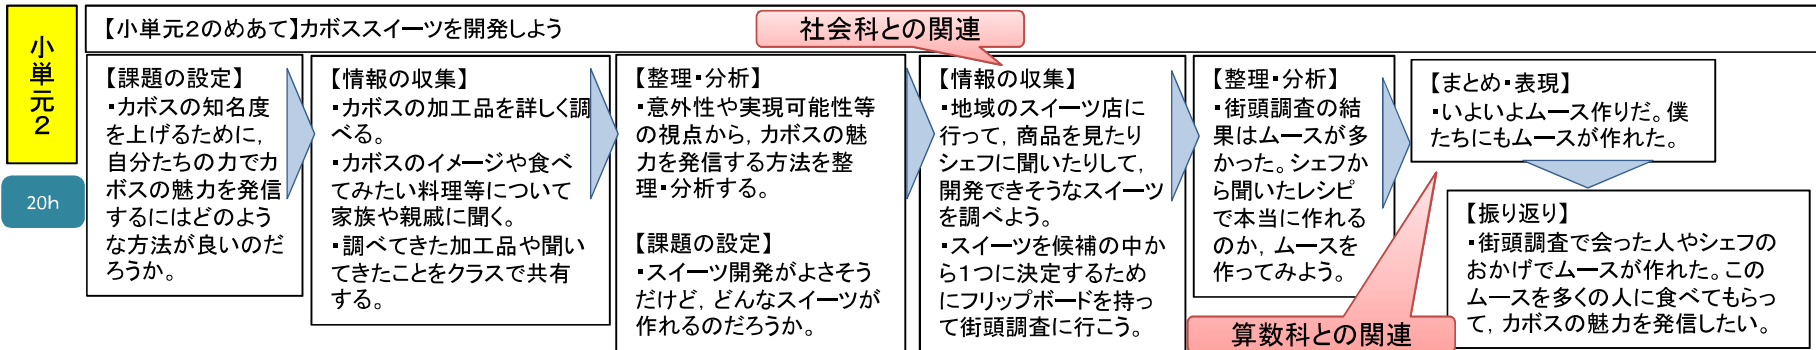 小単元2
20h
【小単元2のめあて】カボススイーツを開発しよう
社会科との関連
【課題の設定】
・カボスの知名度
を上げるために,
自分たちの力でカ
ボスの魅力を発信
するにはどのよう
な方法が良いのだ
ろうか。
【情報の収集】
・カボスの加工品を詳しく調
べる。
・カボスのイメージや食べ
てみたい料理等について
家族や親戚に聞く。
・調べてきた加工品や聞い
てきたことをクラスで共有
する。
【整理・分析】
・意外性や実現可能性等
の視点から,カボスの魅
力を発信する方法を整
理・分析する。
【課題の設定】
・スイーツ開発がよさそう
だけど,どんなスイーツが
作れるのだろうか。
【情報の収集】
・地域のスイーツ店に
行って,商品を見たり
シェフに聞いたりして,
開発できそうなスイーツ
を調べよう。
・スイーツを候補の中か
ら1つに決定するため
にフリップボードを持っ
て街頭調査に行こう。
【整理・分析】
・街頭調査の結
果はムースが多
かった。シェフか
ら聞いたレシピ
で本当に作れる
のか,ムースを
作ってみよう。
算数科との関連
【まとめ・表現】
・いよいよムース作りだ。僕
たちにもムースが作れた。
【振り返り】
・街頭調査で会った人やシェフの
おかげでムースが作れた。この
ムースを多くの人に食べてもらっ
て,カボスの魅力を発信したい。